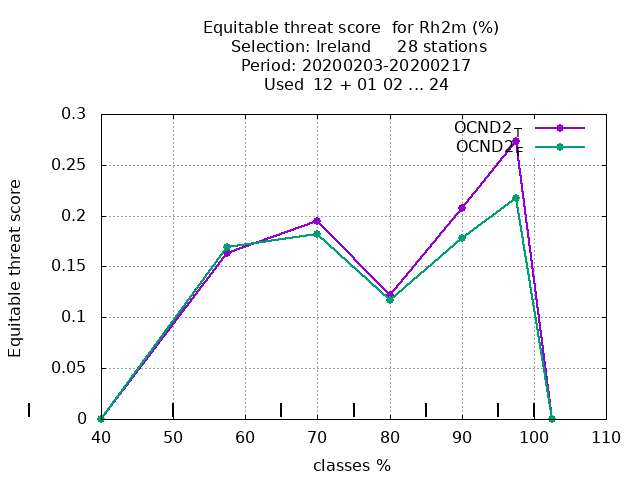 Equitable threat score for Rh2m (%)
Selection: Ireland 28 stations
Period: 20200203-20200217
Used 12 + 01 02 ... 24
OCND2_T
OCND2_F
Equitable threat score
0.3
0.25
0.2
0.15
0.1
0.05
0
40 50 60 70 80 90 100 110
classes %